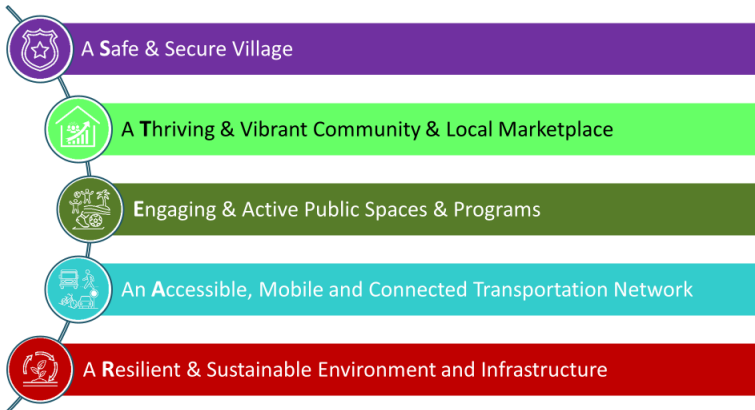 A Safe & Secure Village
A Thriving & Vibrant Community & Local Marketplace
Engaging & Active Public Spaces & Programs
An Accessible, Mobile and Connected Transportation Network
A Resilient & Sustainable Environment and Infrastructure